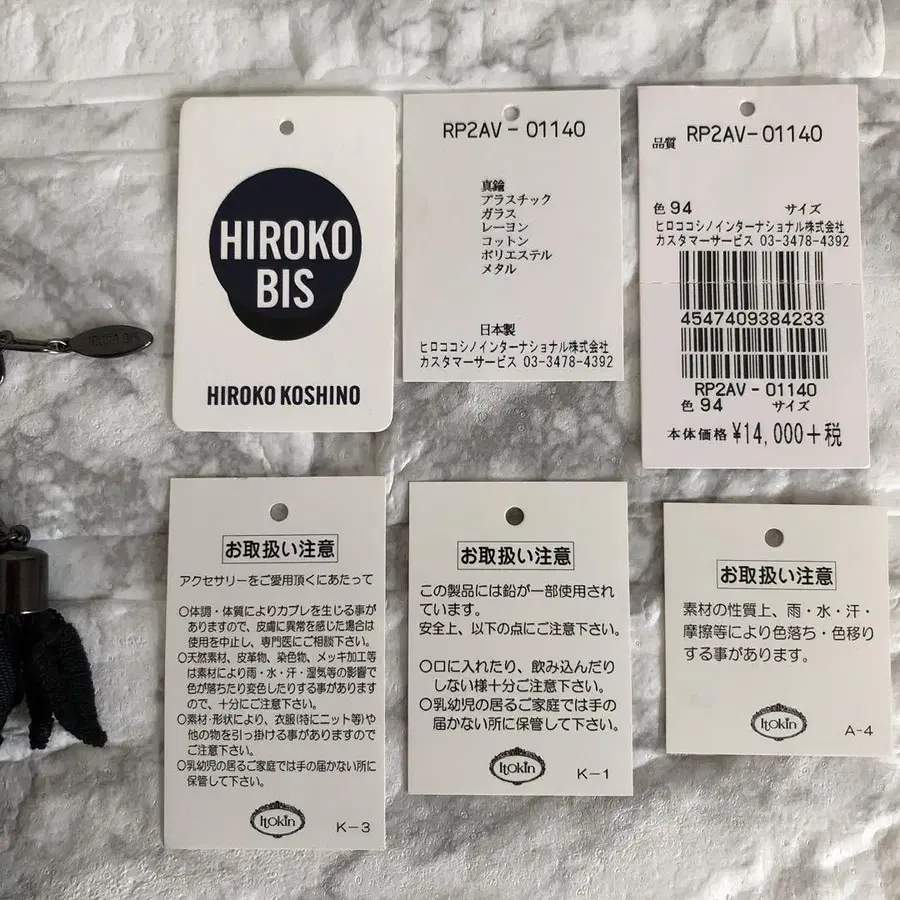 HIROKO
BIS
HIROKO KOSHINO
RP2AV-01140
真鍮
プラスチック
ガラス
レーヨン
コットン
ポリエステル
メタル
日本製
ヒロココシノインターナショナル株式会社
カスタマーサービス 03-3478-4392
品質 RP2AV-01140
色 94 サイズ
ヒロココシノインターナショナル株式会社
カスタマーサービス 03-3478-4392
4547409384233
RP2AV-01140
色 94 サイズ
本体価格 ¥14,000+税
お取扱い注意
アクセサリーをご愛用頂くにあたって
○体調・体質によりカブレを生じる事が
ありますので、皮膚に異常を感じた場合は
使用を中止し、専門医にご相談下さい。
○天然素材、皮革物、染色物、メッキ加工等
は素材により雨・水・汗・湿気等の影響で
色が落ちたり変色したりする事があります
ので、十分にご注意下さい。
○素材・形状により、衣服(特にニット等)や
他の物を引っ掛ける事がありますので
ご注意下さい。
○乳幼児の居るご家庭では手の届かない所に
保管して下さい。
Itokin
K-3
お取扱い注意
この製品には鉛が一部使用され
ています。
安全上、以下の点にご注意下さい。
○口に入れたり、飲み込んだり
しない様十分ご注意下さい。
○乳幼児の居るご家庭では手の
届かない所に保管して下さい。
Itokin
K-1
お取扱い注意
素材の性質上、雨・水・汗・
摩擦等により色落ち・色移り
する事があります。
Itokin
A-4